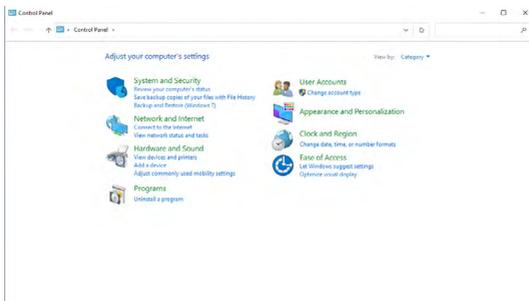 Control Panel
Control Panel
Adjust your computer's settings
View by: Category
System and Security
Review your computer's status
Save backup copies of your files with File History
Backup and Restore (Windows 7)
Network and Internet
Connect to the Internet
View network status and tasks
Hardware and Sound
View devices and printers
Add a device
Adjust commonly used mobility settings
Programs
Uninstall a program
User Accounts
Change account type
Appearance and Personalization
Clock and Region
Change date, time, or number formats
Ease of Access
Let Windows suggest settings
Optimize visual display